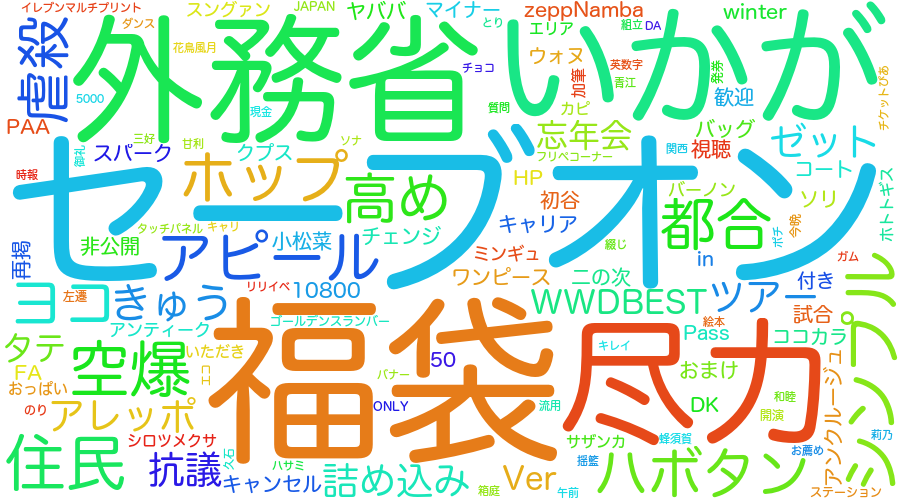 イレブンマルチプリント
スングァン
JAPAN
ヤババ
マイナー
zeppNamba
winter
ダンス
とり
エリア
組立
DA
外務省
いかが
虐殺
花鳥風月
チョコ
ウォヌ
英数字
加筆
青江
発券
歓迎
チケットぴあ
5000
現金
質問
カピ
PAA
三好
甘利
ソナ
忘年会
バッグ
ゼット
スパーク
御礼
クプス
フリペコーナー
関西
視聴
コート
時報
セーブオン
ホップ
高め
HP
初谷
バーノン
ソリ
ホトトギス
タッチパネル
キャリ
キャリア
都合
ポチ
今晩
非公開
アピール
小松菜
チェンジ
綴じ
再掲
ミンギュ
in
ガム
リリイベ
10800
ワンピース
二の次
付き
ヨコ
左遷
きゅう
WWDBEST
ツアー
シンプル
アンティーク
ゴールデンスランバー
福袋
尽力
Pass
絵本
試合
タテ
空爆
いただき
50
キレイ
ココカラ
FA
ヒエ
バナー
おまけ
おっぱい
アンクルージュ
のり
アレッポ
ONLY
流用
DK
和睦
開演
シロツメクサ
サザンカ
蜂須賀
莉乃
住民
抗議
久石
ハサミ
詰め込み
揺籃
お薦め
キャンセル
箱庭
Ver
午前
ハボタン
ステーション